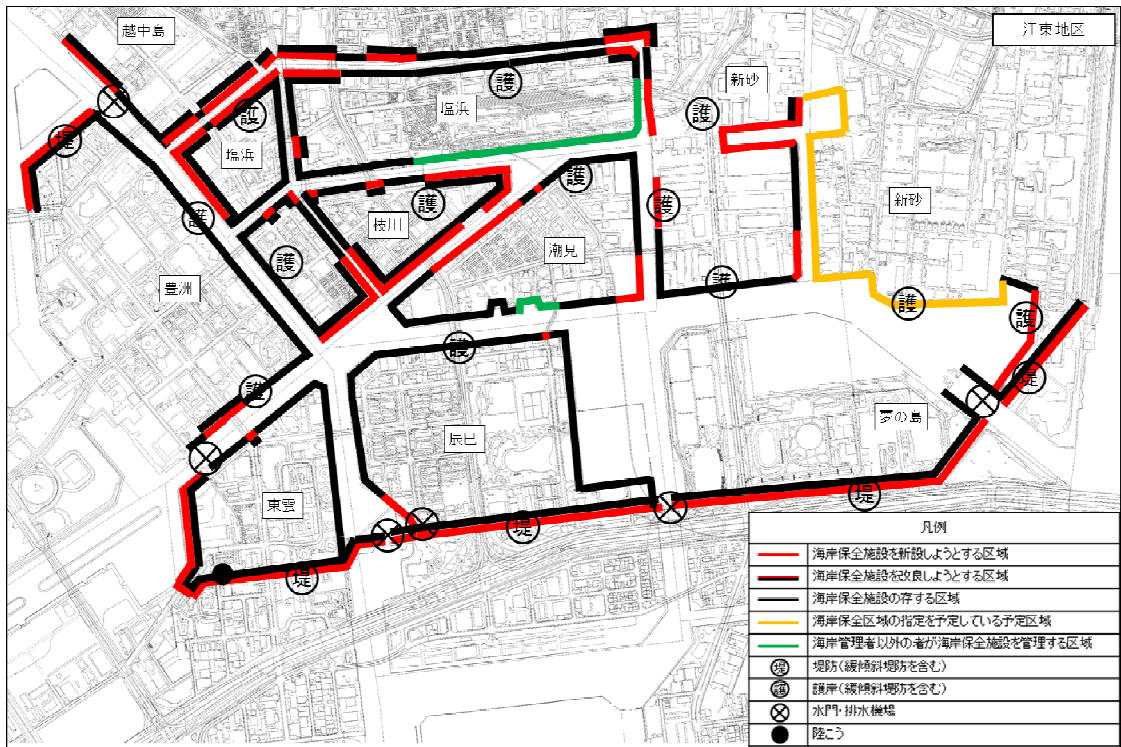 越中島
江東地区
新砂
護
護
護
塩浜
堤
塩浜
護
新砂
護
護
枝川
護
護
潮見
護
豊洲
護
護
護
護
堤
護
夢の島
辰巳
堤
東雲
堤
堤
凡例
海岸保全施設を新設しようとする区域
海岸保全施設を改良しようとする区域
海岸保全施設の存する区域
海岸保全区域の指定を予定している予定区域
海岸管理者以外の者が海岸保全施設を管理する区域
堤 堤防(緩傾斜堤防を含む)
護 護岸(緩傾斜堤防を含む)
水門・排水機場
陸こう